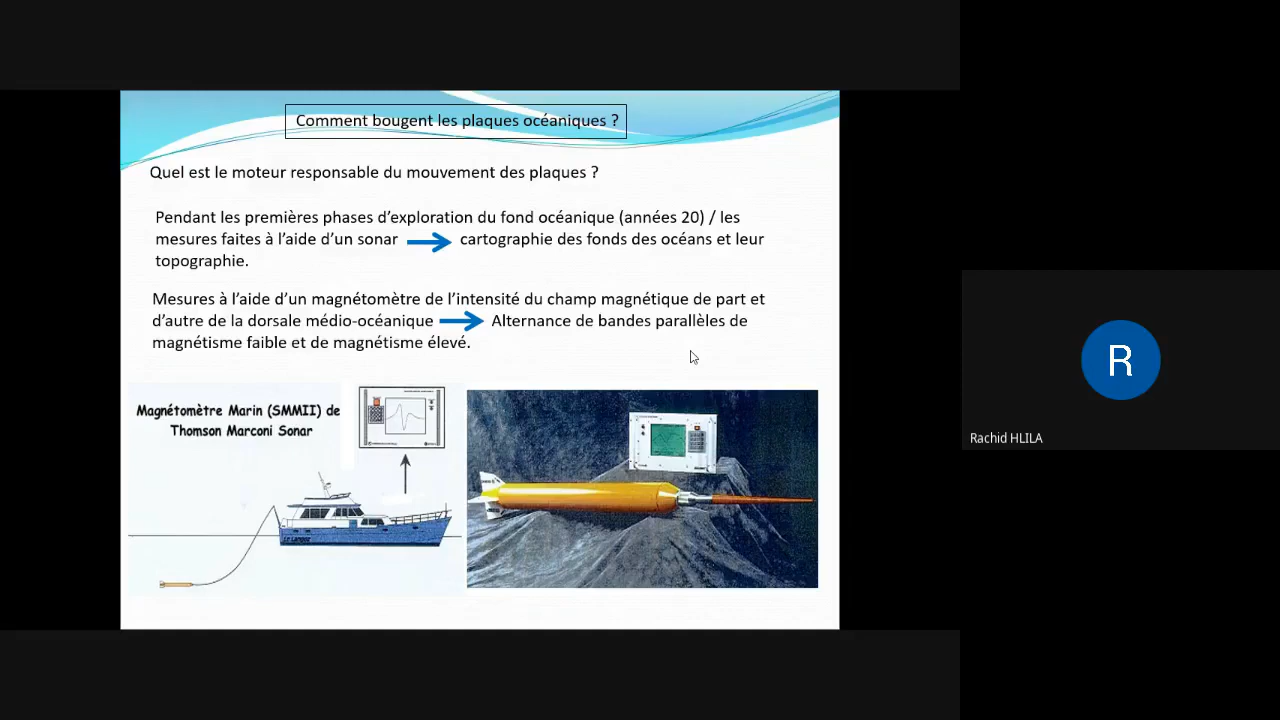 Comment bougent les plaques océaniques ?
Quel est le moteur responsable du mouvement des plaques ?
Pendant les premières phases d'exploration du fond océanique (années 20) / les
mesures faites à l'aide d'un sonar cartographie des fonds des océans et leur
topographie.
Mesures à l'aide d'un magnétomètre de l'intensité du champ magnétique de part et
d'autre de la dorsale médio-océanique Alternance de bandes parallèles de
magnétisme faible et de magnétisme élevé.
Magnétomètre Marin (SMMII) de
Thomson Marconi Sonar
R
Rachid HLILA